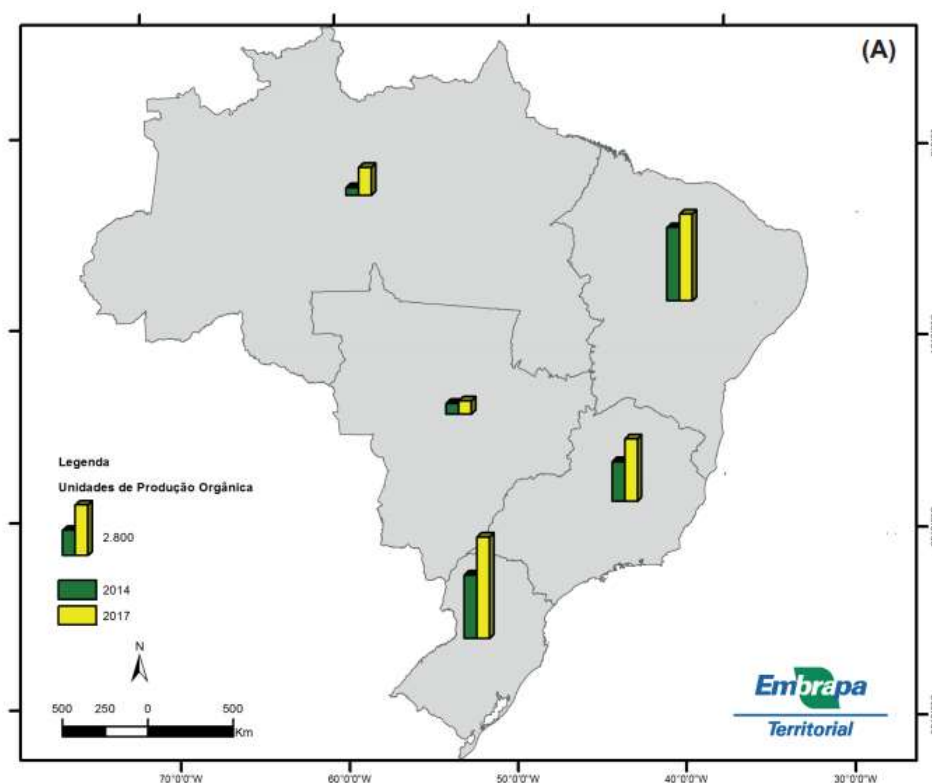 (A)
Legenda
Unidades de Produção Orgânica
2.800
2014
2017
N
500 250 0 500
Km
Embrapa
Territorial
70°0'0"W 60°0'0"W 50°0'0"W 40°0'0"W 30°0'0"W